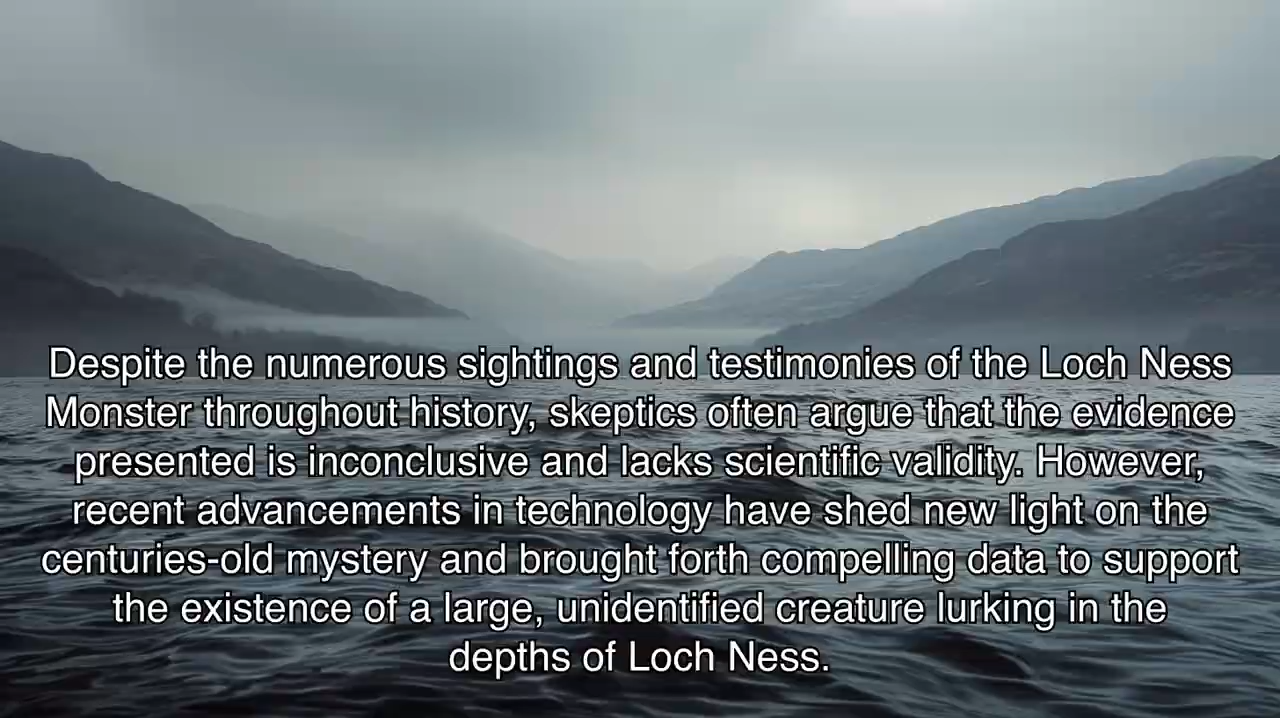 Despite the numerous sightings and testimonies of the Loch Ness
Monster throughout history, skeptics often argue that the evidence
presented is inconclusive and lacks scientific validity. However,
recent advancements in technology have shed new light on the
centuries-old mystery and brought forth compelling data to support
the existence of a large, unidentified creature lurking in the
depths of Loch Ness.